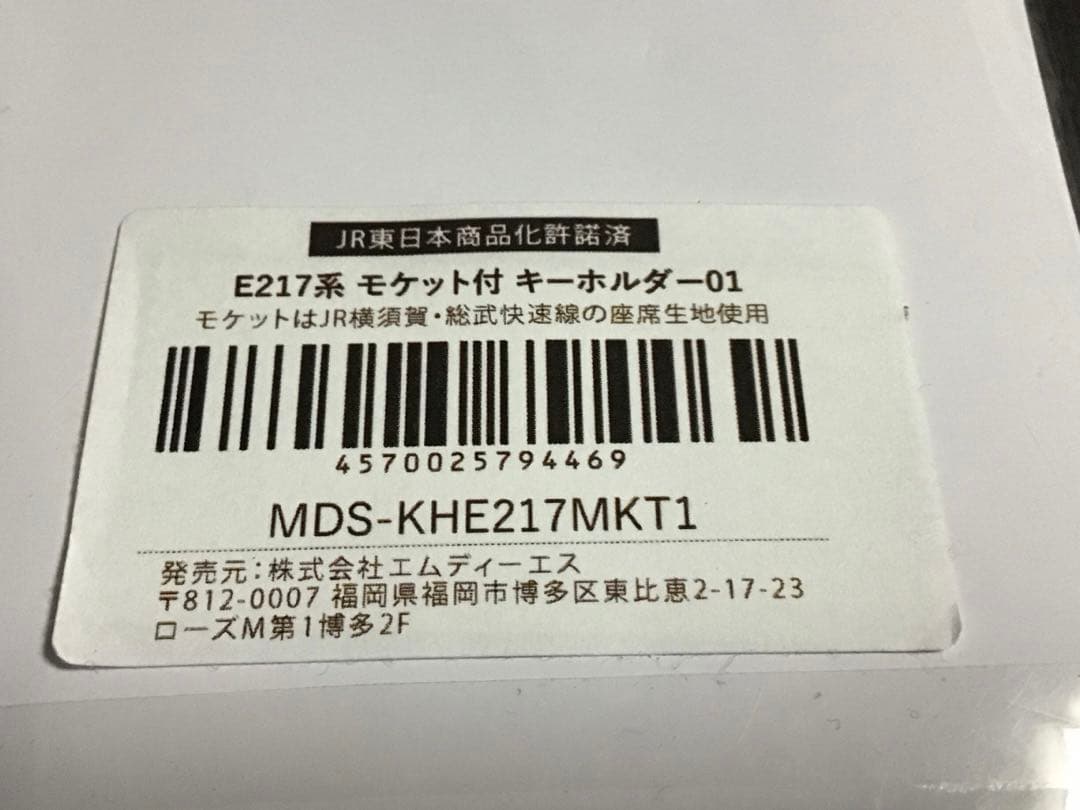 JR東日本商品化許諾済
E217系 モケット付 キーホルダー01
モケットはJR横須賀・総武快速線の座席生地使用
4570025794469
MDS-KHE217MKT1
発売元:株式会社エムディーエス
〒812-0007 福岡県福岡市博多区東比恵2-17-23
ローズM第1博多2F